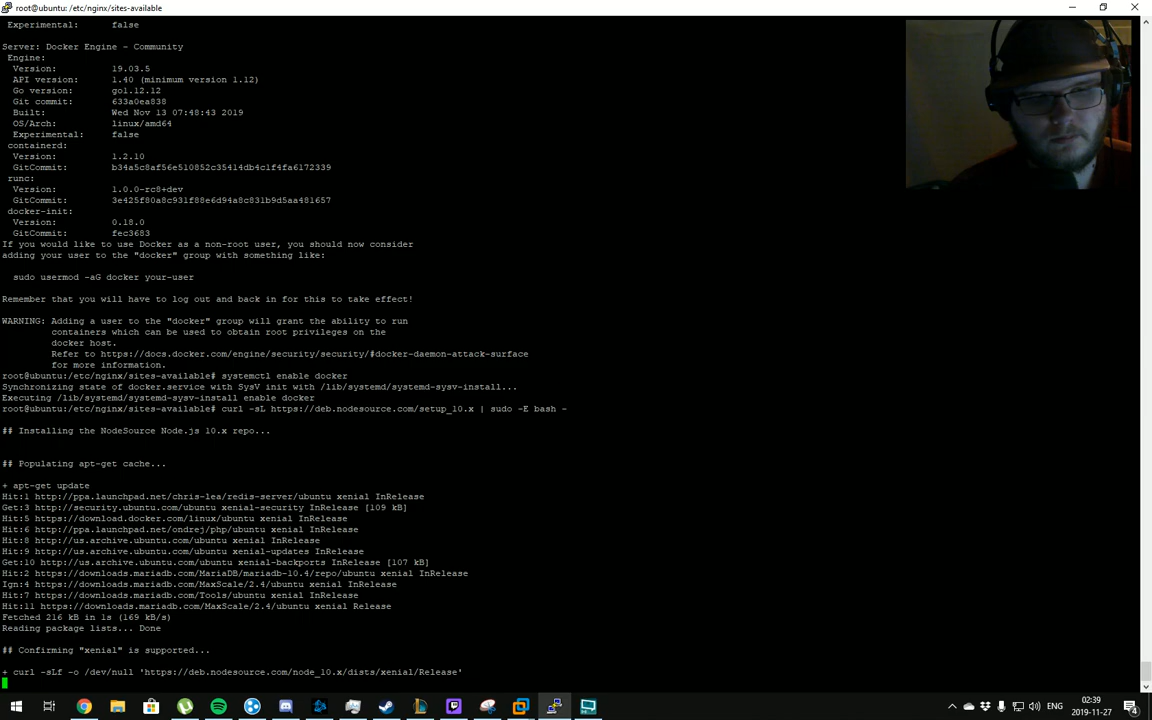 root@ubuntu: /etc/nginx/sites-available
Experimental: false
Server: Docker Engine - Community
Engine:
Version: 19.03.5
API version: 1.40 (minimum version 1.12)
Go version: go1.12.12
Git commit: 633a0ea838
Built: Wed Nov 13 07:48:43 2019
OS/Arch: linux/amd64
Experimental: false
containerd:
Version: 1.2.10
GitCommit: b34a5c8af56e510852c35414db4c1f4fa6172339
runc:
Version: 1.0.0-rc8+dev
GitCommit: 3e425f80a8c931f88e6d94a8c831b9d5aa481657
docker-init:
Version: 0.18.0
GitCommit: fec3683
If you would like to use Docker as a non-root user, you should now consider
adding your user to the "docker" group with something like:
sudo usermod -aG docker your-user
Remember that you will have to log out and back in for this to take effect!
WARNING: Adding a user to the "docker" group will grant the ability to run
containers which can be used to obtain root privileges on the
docker host.
Refer to https://docs.docker.com/engine/security/security/#docker-daemon-attack-surface
for more information.
root@ubuntu:/etc/nginx/sites-available# systemctl enable docker
Synchronizing state of docker.service with SysV init with /lib/systemd/systemd-sysv-install...
Executing /lib/systemd/systemd-sysv-install enable docker
root@ubuntu:/etc/nginx/sites-available# curl -sL https://deb.nodesource.com/setup_10.x | sudo -E bash -
## Installing the NodeSource Node.js 10.x repo...
## Populating apt-get cache...
+ apt-get update
Hit:1 http://ppa.launchpad.net/chris-lea/redis-server/ubuntu xenial InRelease
Get:3 http://security.ubuntu.com/ubuntu xenial-security InRelease [109 kB]
Hit:5 https://download.docker.com/linux/ubuntu xenial InRelease
Hit:6 http://ppa.launchpad.net/ondrej/php/ubuntu xenial InRelease
Hit:8 http://us.archive.ubuntu.com/ubuntu xenial InRelease
Hit:9 http://us.archive.ubuntu.com/ubuntu xenial-updates InRelease
Get:10 http://us.archive.ubuntu.com/ubuntu xenial-backports InRelease [107 kB]
Hit:2 https://downloads.mariadb.com/MariaDB/mariadb-10.4/repo/ubuntu xenial InRelease
Ign:4 https://downloads.mariadb.com/MaxScale/2.4/ubuntu xenial InRelease
Hit:7 https://downloads.mariadb.com/Tools/ubuntu xenial InRelease
Hit:11 https://downloads.mariadb.com/MaxScale/2.4/ubuntu xenial Release
Fetched 216 kB in 1s (169 kB/s)
Reading package lists... Done
## Confirming "xenial" is supported...
+ curl -sLf -o /dev/null 'https://deb.nodesource.com/node_10.x/dists/xenial/Release'
ENG
02:39
2019-11-27
4